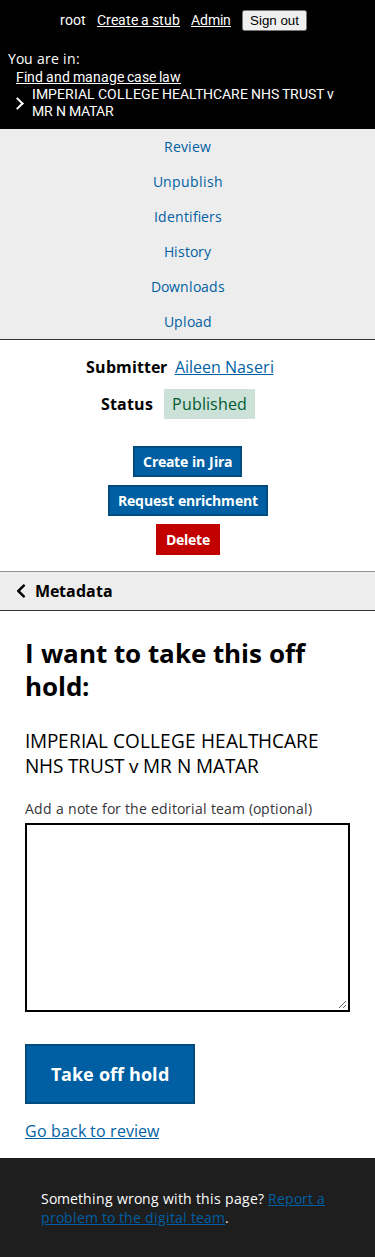 root Create a stub Admin Sign out
You are in:
Find and manage case law
IMPERIAL COLLEGE HEALTHCARE NHS TRUST v
MR N MATAR
Review
Unpublish
Identifiers
History
Downloads
Upload
Submitter Aileen Naseri
Status Published
Create in Jira
Request enrichment
Delete
Metadata
I want to take this off
hold:
IMPERIAL COLLEGE HEALTHCARE
NHS TRUST v MR N MATAR
Add a note for the editorial team (optional)
Take off hold
Go back to review
Something wrong with this page? Report a
problem to the digital team.